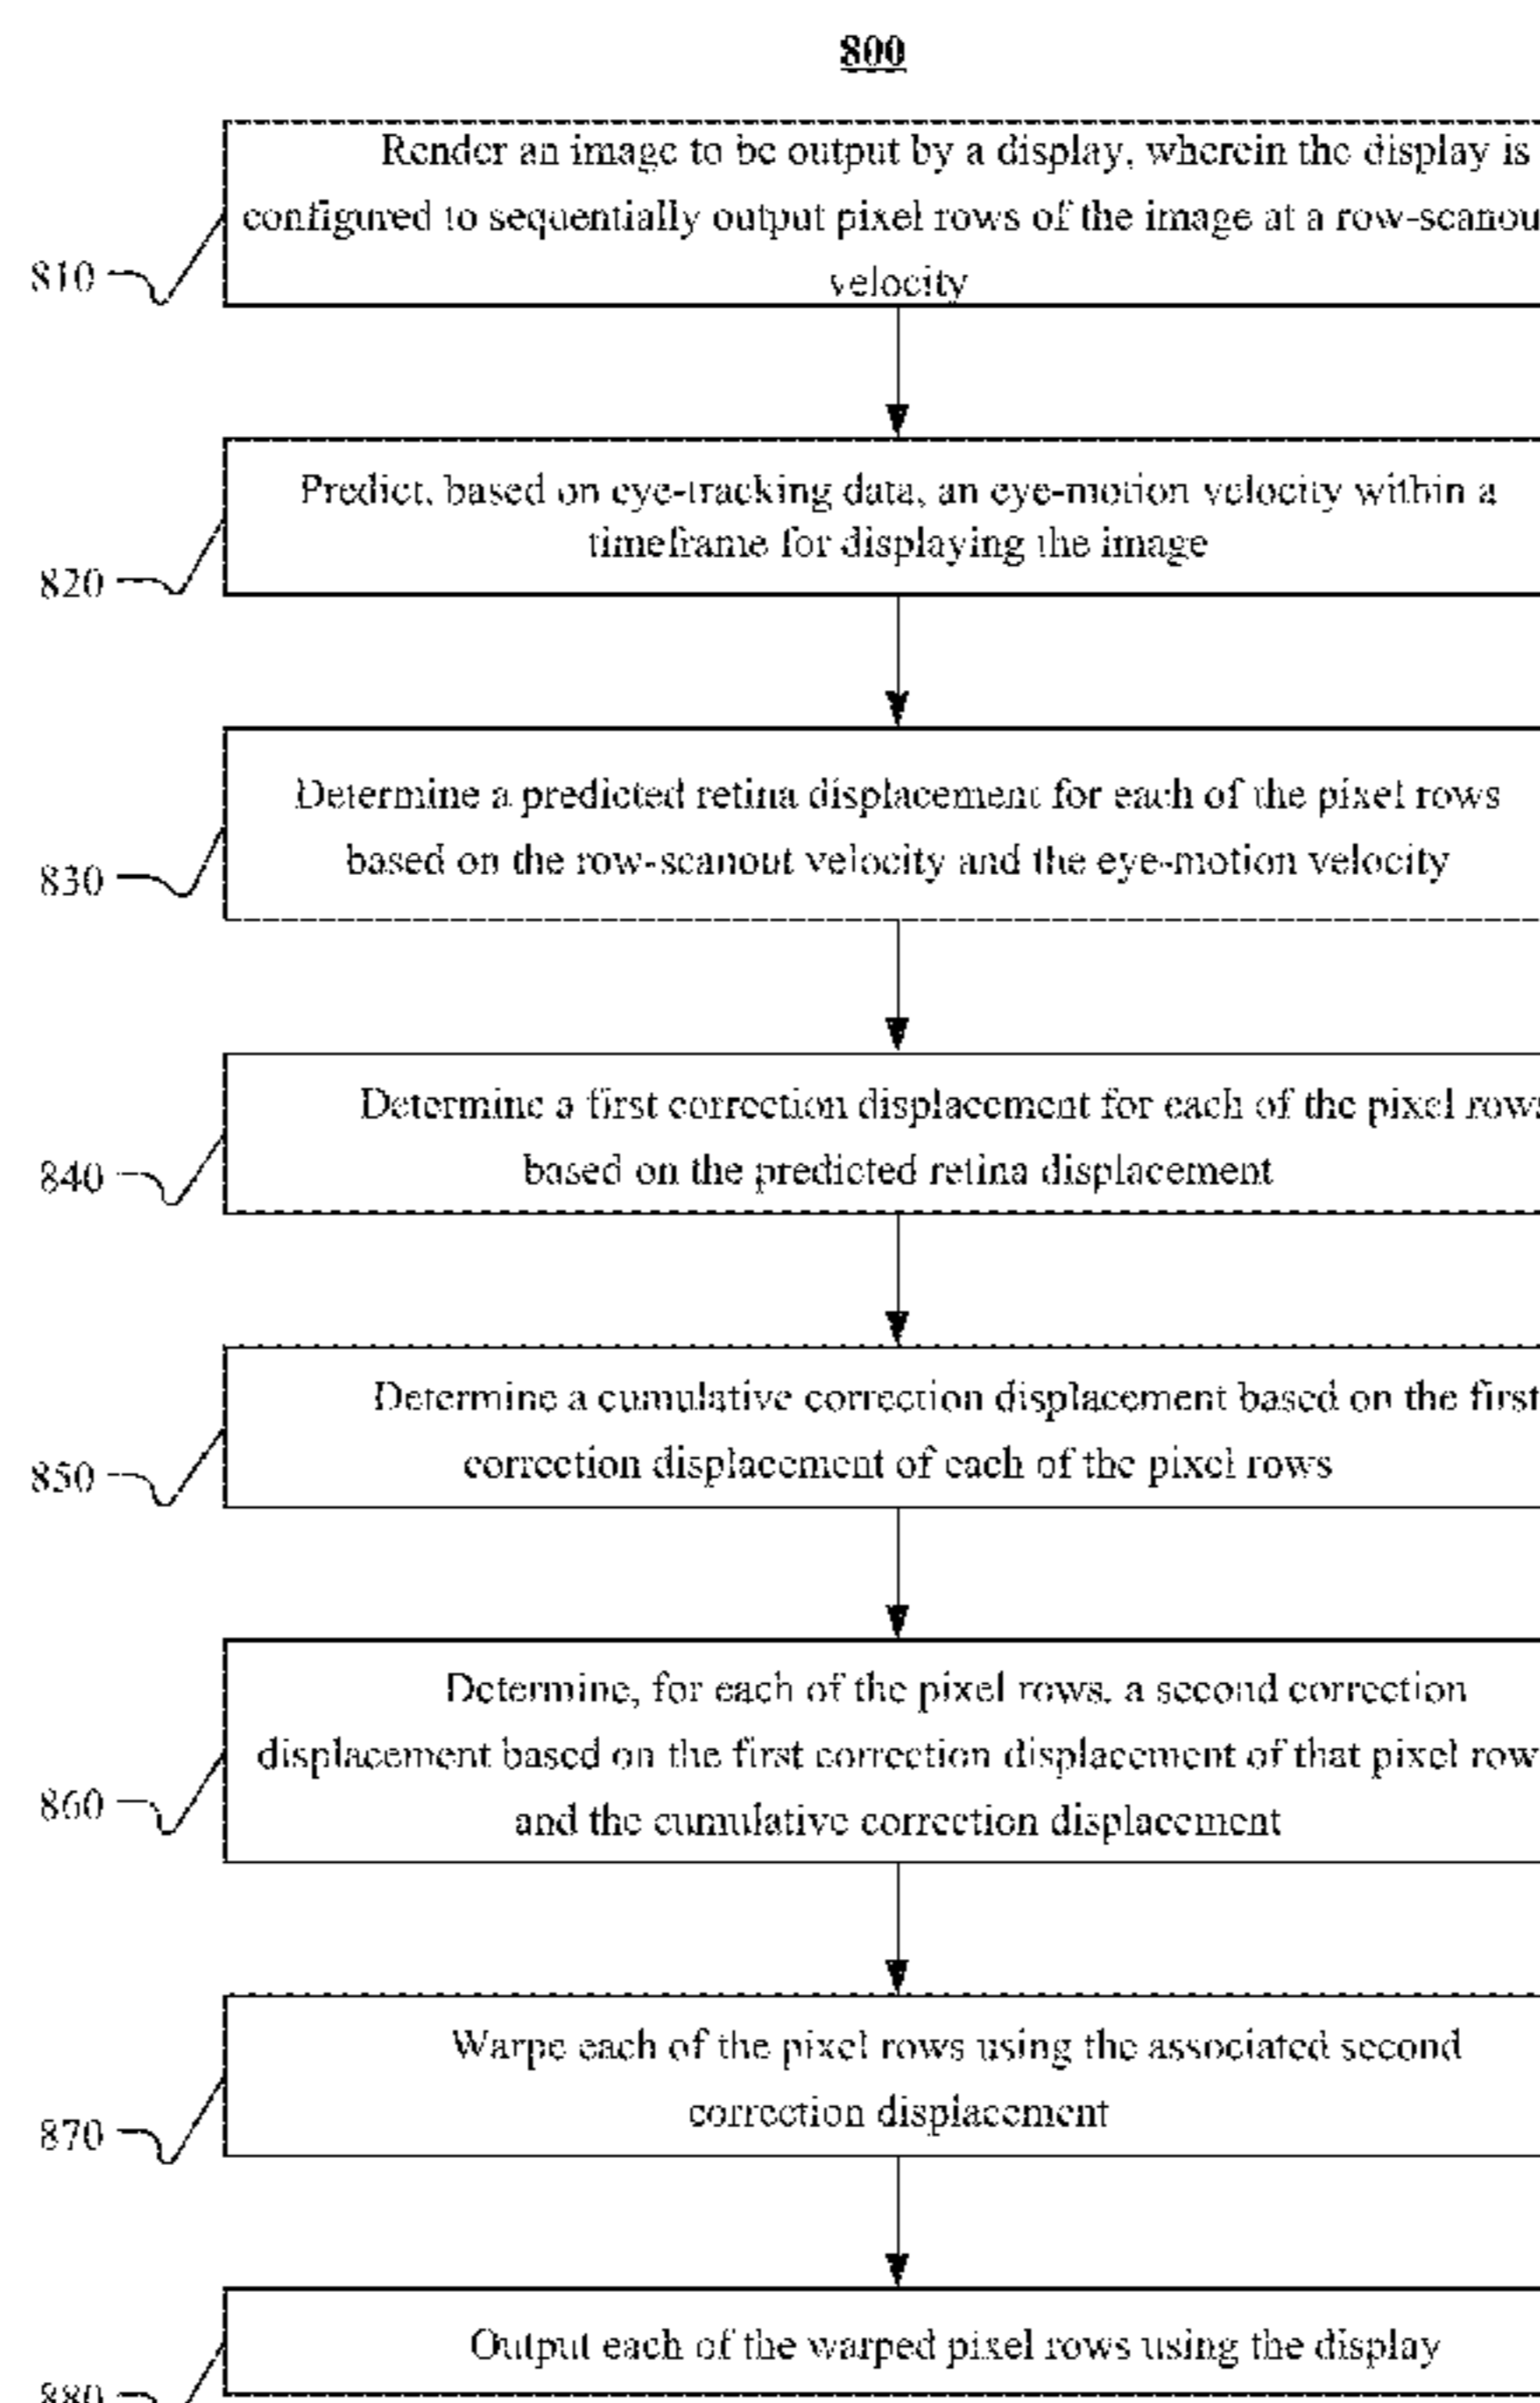 800
Render an image to be output by a display, wherein the display is
configured to sequentially output pixel rows of the image at a row-scanou
velocity
810
Predict, based on eye-tracking data, an eye-motion velocity within a
timeframe for displaying the image
820
Determine a predicted retina displacement for each of the pixel rows
based on the row-scanout velocity and the eye-motion velocity
830
Determine a first correction displacement for each of the pixel rows
based on the predicted retina displacement
840
Determine a cumulative correction displacement based on the first
correction displacement of each of the pixel rows
850
Determine, for each of the pixel rows, a second correction
displacement based on the first correction displacement of that pixel row
and the cumulative correction displacement
860
Warpe each of the pixel rows using the associated second
correction displacement
870
Output each of the warped pixel rows using the display
880